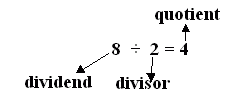 quotient
8 ÷ 2 = 4
dividend divisor